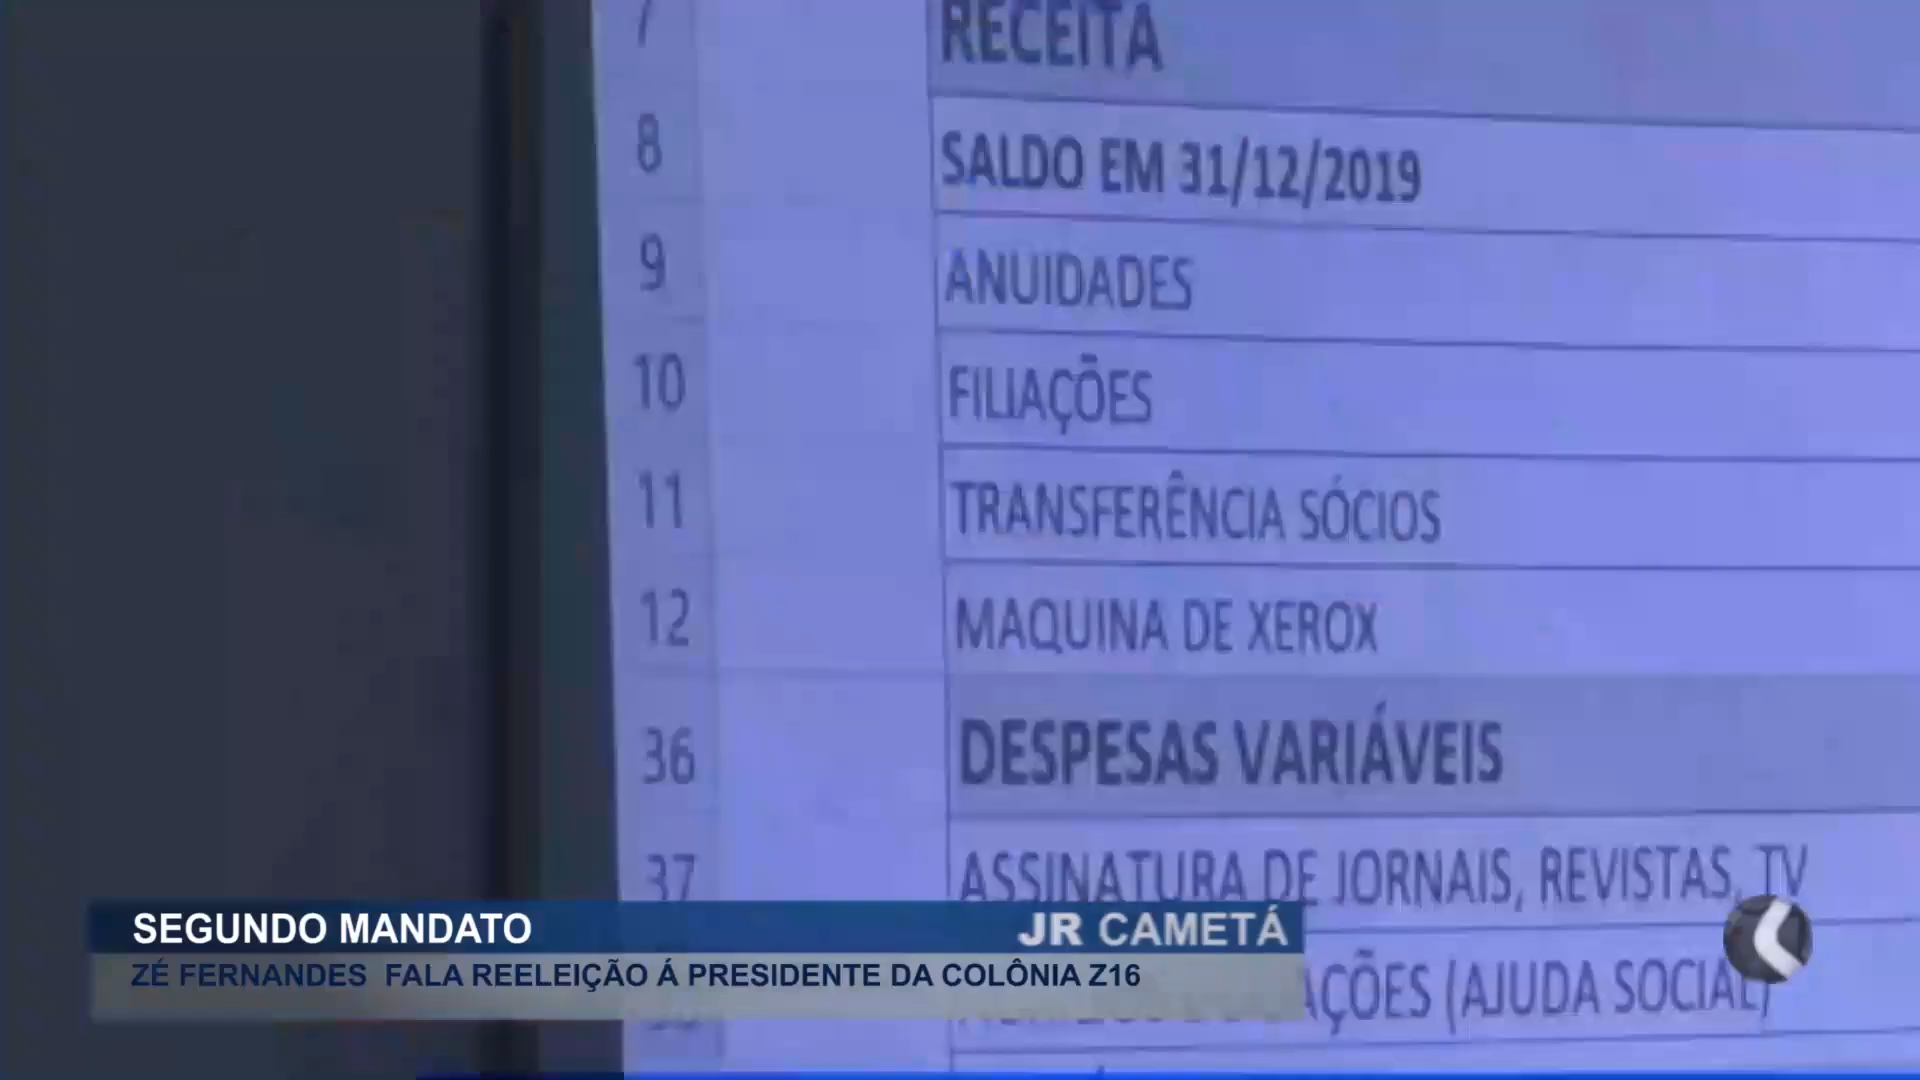 7 RECEITA
8 SALDO EM 31/12/2019
9 ANUIDADES
10 FILIAÇÕES
11 TRANSFERÊNCIA SÓCIOS
12 MAQUINA DE XEROX
36 DESPESAS VARIÁVEIS
37 ASSINATURA DE JORNAIS, REVISTAS, TV
(AJUDA SOCIAL)
SEGUNDO MANDATO JR CAMETÁ
ZÉ FERNANDES FALA REELEIÇÃO Á PRESIDENTE DA COLÔNIA Z16